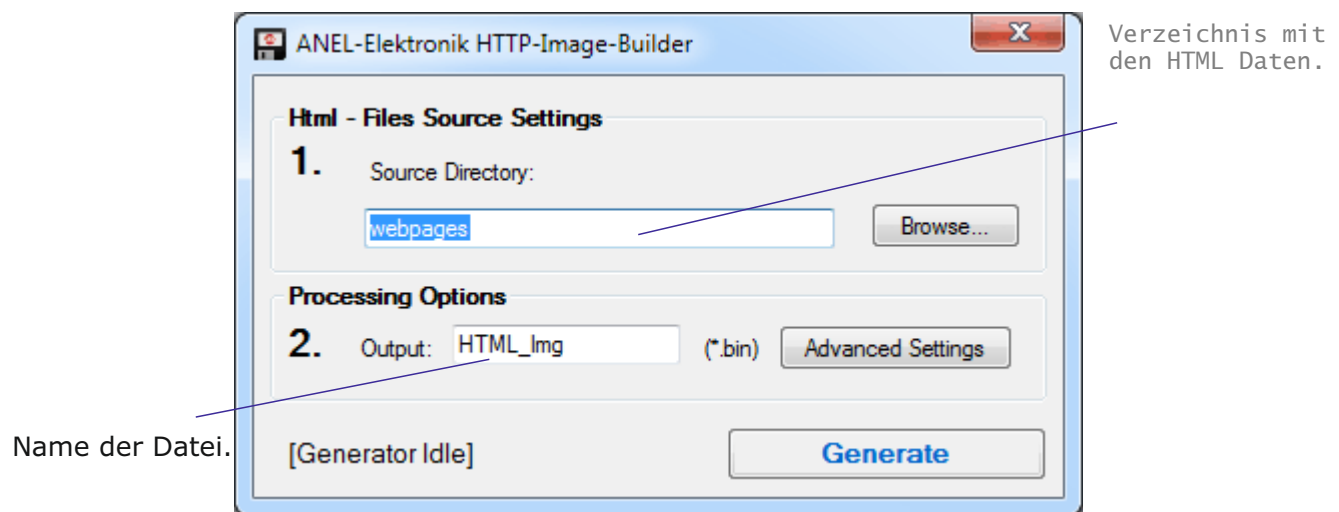 ANEL-Elektronik HTTP-Image-Builder
Verzeichnis mit
den HTML Daten.
Html - Files Source Settings
1.
Source Directory:
webpages
Browse...
Processing Options
2.
Output:
HTML_Img
(*.bin)
Advanced Settings
Name der Datei.
[Generator Idle]
Generate